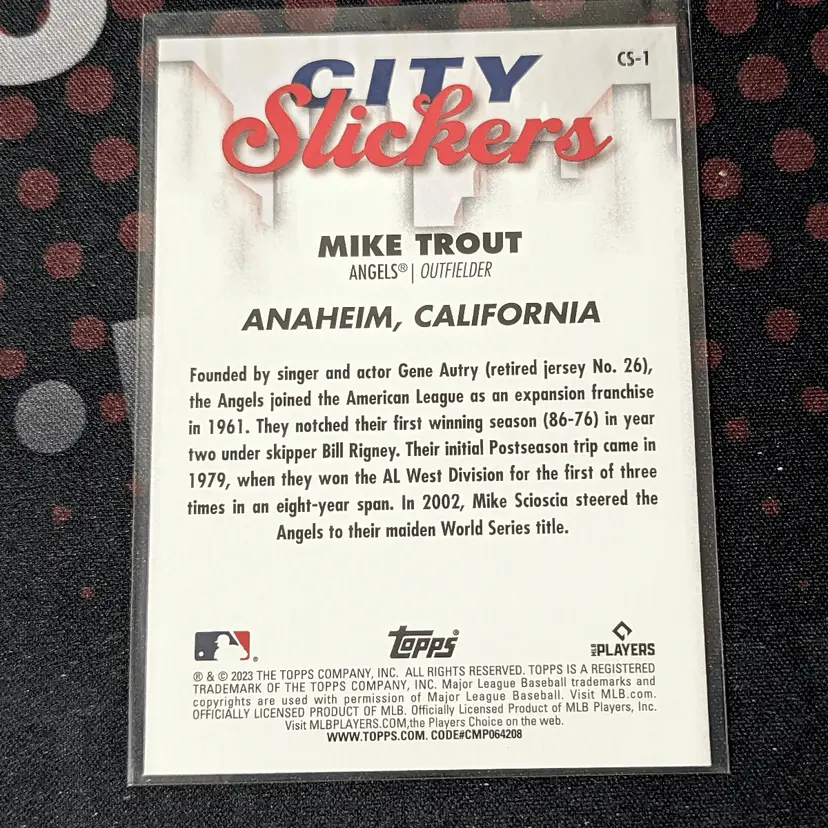 CS-1
CITY
Slickers
MIKE TROUT
ANGELS® | OUTFIELDER
ANAHEIM, CALIFORNIA
Founded by singer and actor Gene Autry (retired jersey No. 26),
the Angels joined the American League as an expansion franchise
in 1961. They notched their first winning season (86-76) in year
two under skipper Bill Rigney. Their initial Postseason trip came in
1979, when they won the AL West Division for the first of three
times in an eight-year span. In 2002, Mike Scioscia steered the
Angels to their maiden World Series title.
® topps® MLB PLAYERS
® & © 2023 THE TOPPS COMPANY, INC. ALL RIGHTS RESERVED. TOPPS IS A REGISTERED
TRADEMARK OF THE TOPPS COMPANY, INC. Major League Baseball trademarks and
copyrights are used with permission of Major League Baseball. Visit MLB.com.
OFFICIALLY LICENSED PRODUCT OF MLB. Officially Licensed Product of MLB Players, Inc.
Visit MLBPLAYERS.COM,the Players Choice on the web.
WWW.TOPPS.COM. CODE#CMP064208